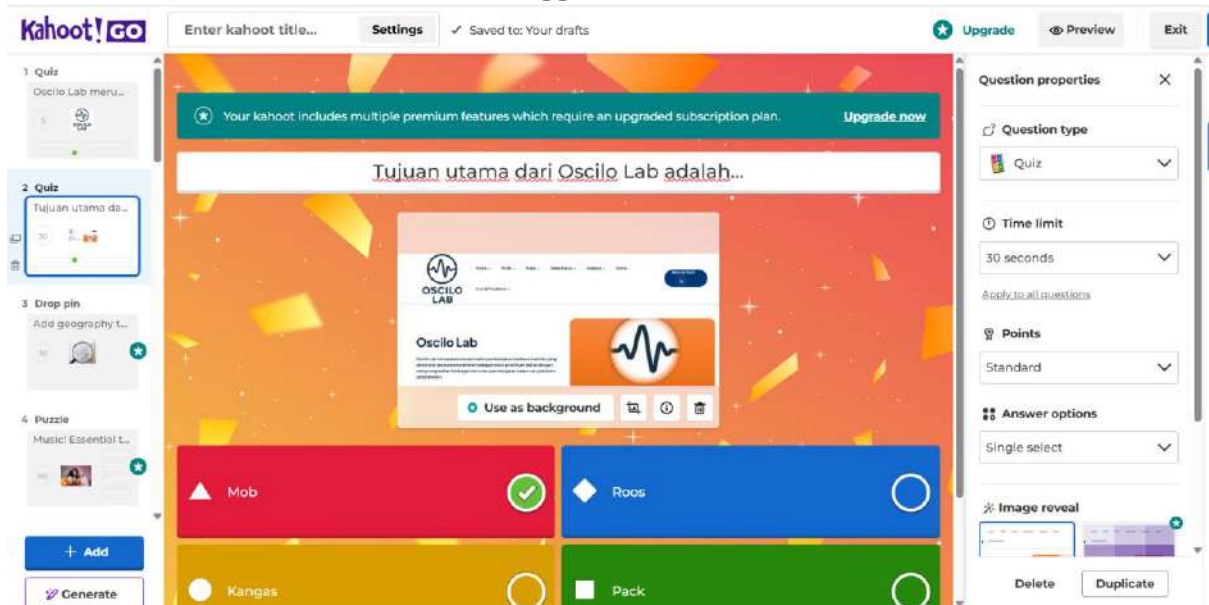 Kahoot! GO
Enter kahoot title...
Settings
Saved to: Your drafts
Upgrade
Preview
Exit
1 Quiz
Oscilo Lab meru...
OSCILO
LAB
2 Quiz
Tujuan utama da...
30
3 Drop pin
Add geography t...
4 Puzzle
Music! Essential t...
+ Add
Generate
Your kahoot includes multiple premium features which require an upgraded subscription plan.
Upgrade now
Tujuan utama dari Oscilo Lab adalah...
OSCILO
LAB
Oscilo Lab
Use as background
Mob
Roos
Kangas
Pack
Question properties
Question type
Quiz
Time limit
30 seconds
Apply to all questions
Points
Standard
Answer options
Single select
Image reveal
Delete
Duplicate